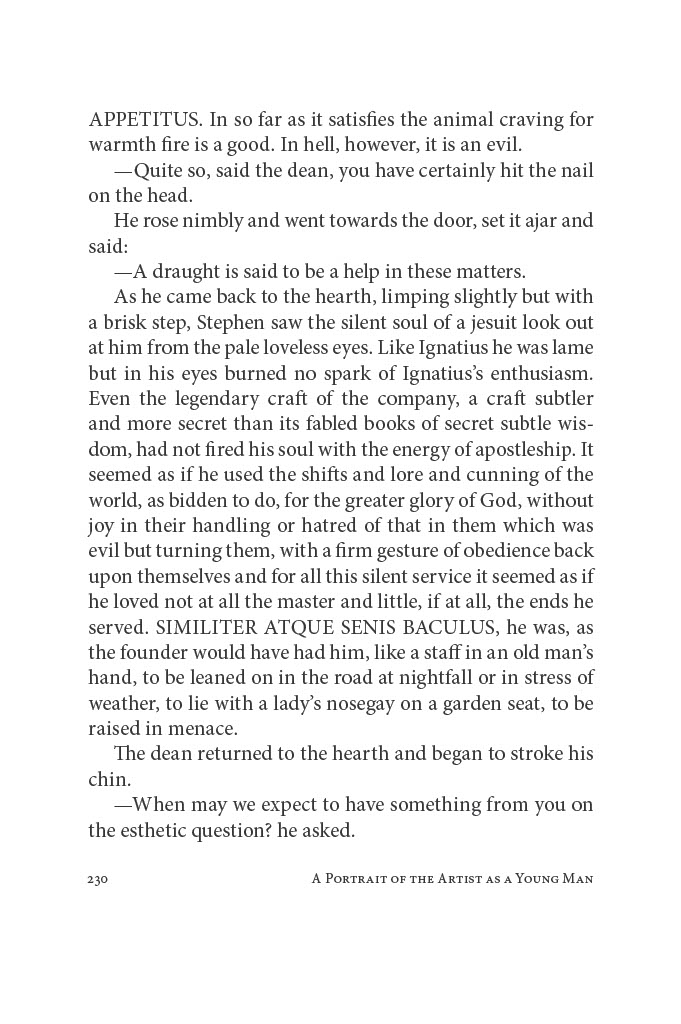 APPETITUS. In so far as it satisfies the animal craving for
warmth fire is a good. In hell, however, it is an evil.
—Quite so, said the dean, you have certainly hit the nail
on the head.
He rose nimbly and went towards the door, set it ajar and
said:
—A draught is said to be a help in these matters.
As he came back to the hearth, limping slightly but with
a brisk step, Stephen saw the silent soul of a jesuit look out
at him from the pale loveless eyes. Like Ignatius he was lame
but in his eyes burned no spark of Ignatius’s enthusiasm.
Even the legendary craft of the company, a craft subtler
and more secret than its fabled books of secret subtle wis-
dom, had not fired his soul with the energy of apostleship. It
seemed as if he used the shifts and lore and cunning of the
world, as bidden to do, for the greater glory of God, without
joy in their handling or hatred of that in them which was
evil but turning them, with a firm gesture of obedience back
upon themselves and for all this silent service it seemed as if
he loved not at all the master and little, if at all, the ends he
served. SIMILITER ATQUE SENIS BACULUS, he was, as
the founder would have had him, like a staff in an old man’s
hand, to be leaned on in the road at nightfall or in stress of
weather, to lie with a lady’s nosegay on a garden seat, to be
raised in menace.
The dean returned to the hearth and began to stroke his
chin.
—When may we expect to have something from you on
the esthetic question? he asked.
230 A Portrait of the Artist as a Young Man